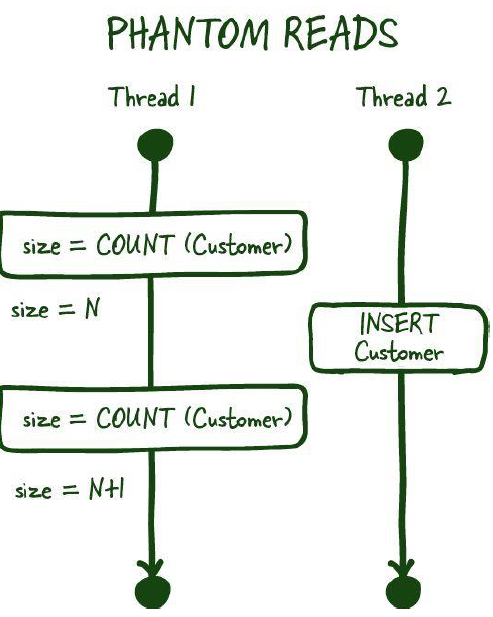 PHANTOM READS
Thread 1
Thread 2
size = COUNT (Customer)
size = N
INSERT
Customer
size = COUNT (Customer)
size = N+1